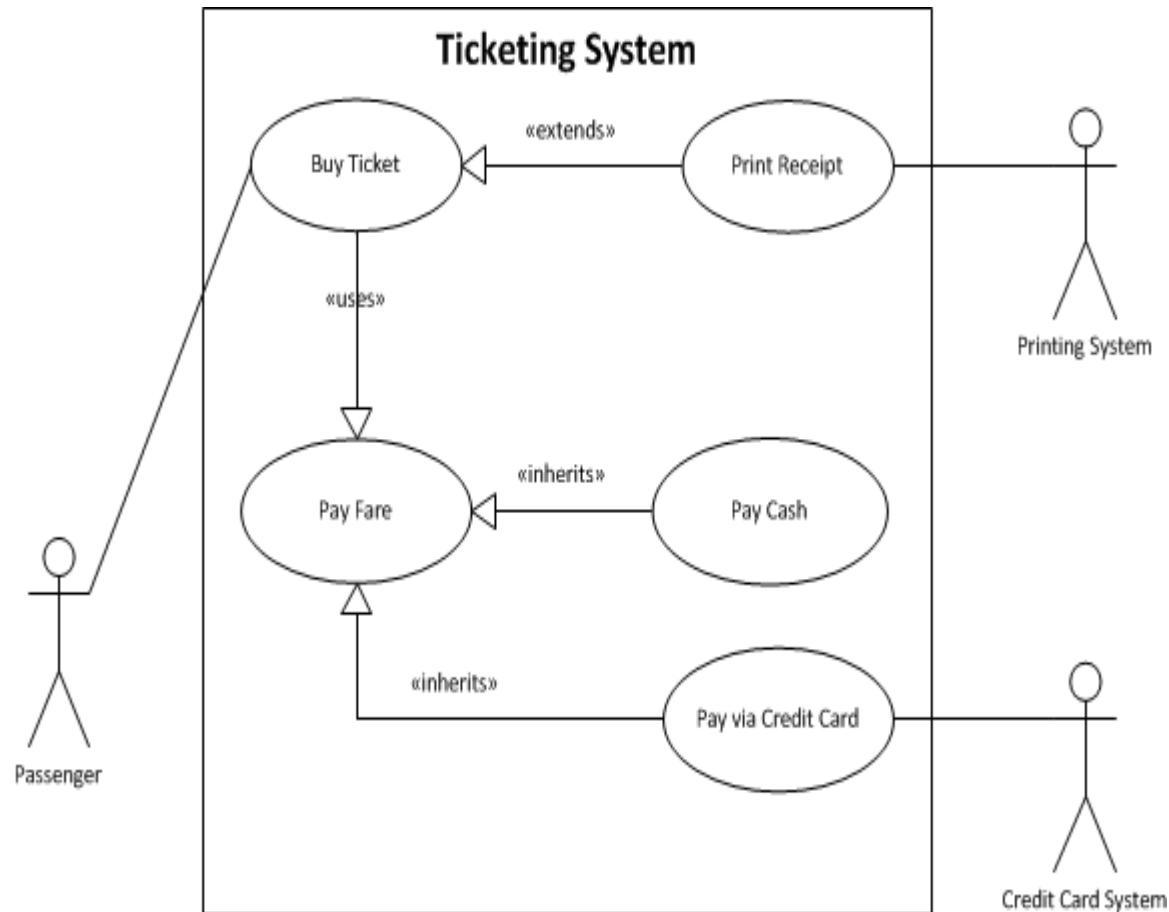 Ticketing System
«extends»
Buy Ticket
Print Receipt
«uses»
Printing System
«inherits»
Pay Fare
Pay Cash
«inherits»
Pay via Credit Card
Passenger
Credit Card System